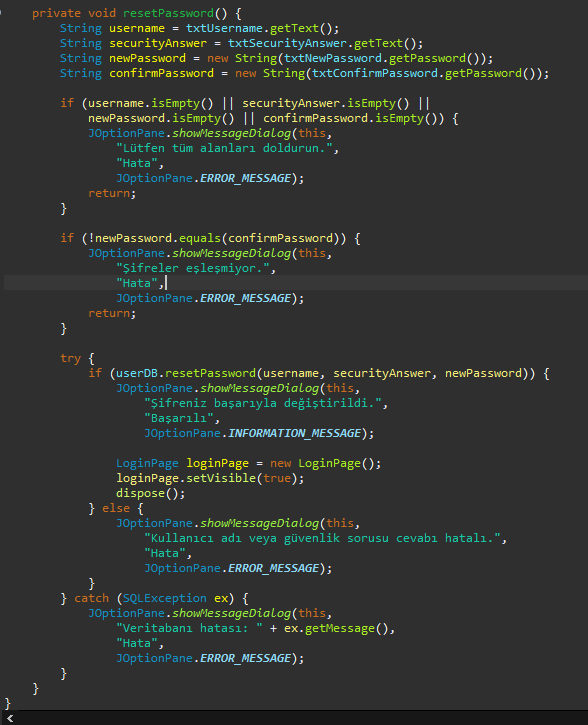 private void resetPassword() {
String username = txtUsername.getText();
String securityAnswer = txtSecurityAnswer.getText();
String newPassword = new String(txtNewPassword.getPassword());
String confirmPassword = new String(txtConfirmPassword.getPassword());
if (username.isEmpty() || securityAnswer.isEmpty() ||
newPassword.isEmpty() || confirmPassword.isEmpty()) {
JOptionPane.showMessageDialog(this,
"Lütfen tüm alanları doldurun.",
"Hata",
JOptionPane.ERROR_MESSAGE);
return;
}
if (!newPassword.equals(confirmPassword)) {
JOptionPane.showMessageDialog(this,
"Şifreler eşleşmiyor.",
"Hata",
JOptionPane.ERROR_MESSAGE);
return;
}
try {
if (userDB.resetPassword(username, securityAnswer, newPassword)) {
JOptionPane.showMessageDialog(this,
"Şifreniz başarıyla değiştirildi.",
"Başarılı",
JOptionPane.INFORMATION_MESSAGE);
LoginPage loginPage = new LoginPage();
loginPage.setVisible(true);
dispose();
} else {
JOptionPane.showMessageDialog(this,
"Kullanıcı adı veya güvenlik sorusu cevabı hatalı.",
"Hata",
JOptionPane.ERROR_MESSAGE);
}
} catch (SQLException ex) {
JOptionPane.showMessageDialog(this,
"Veritabanı hatası: " + ex.getMessage(),
"Hata",
JOptionPane.ERROR_MESSAGE);
}
}
}